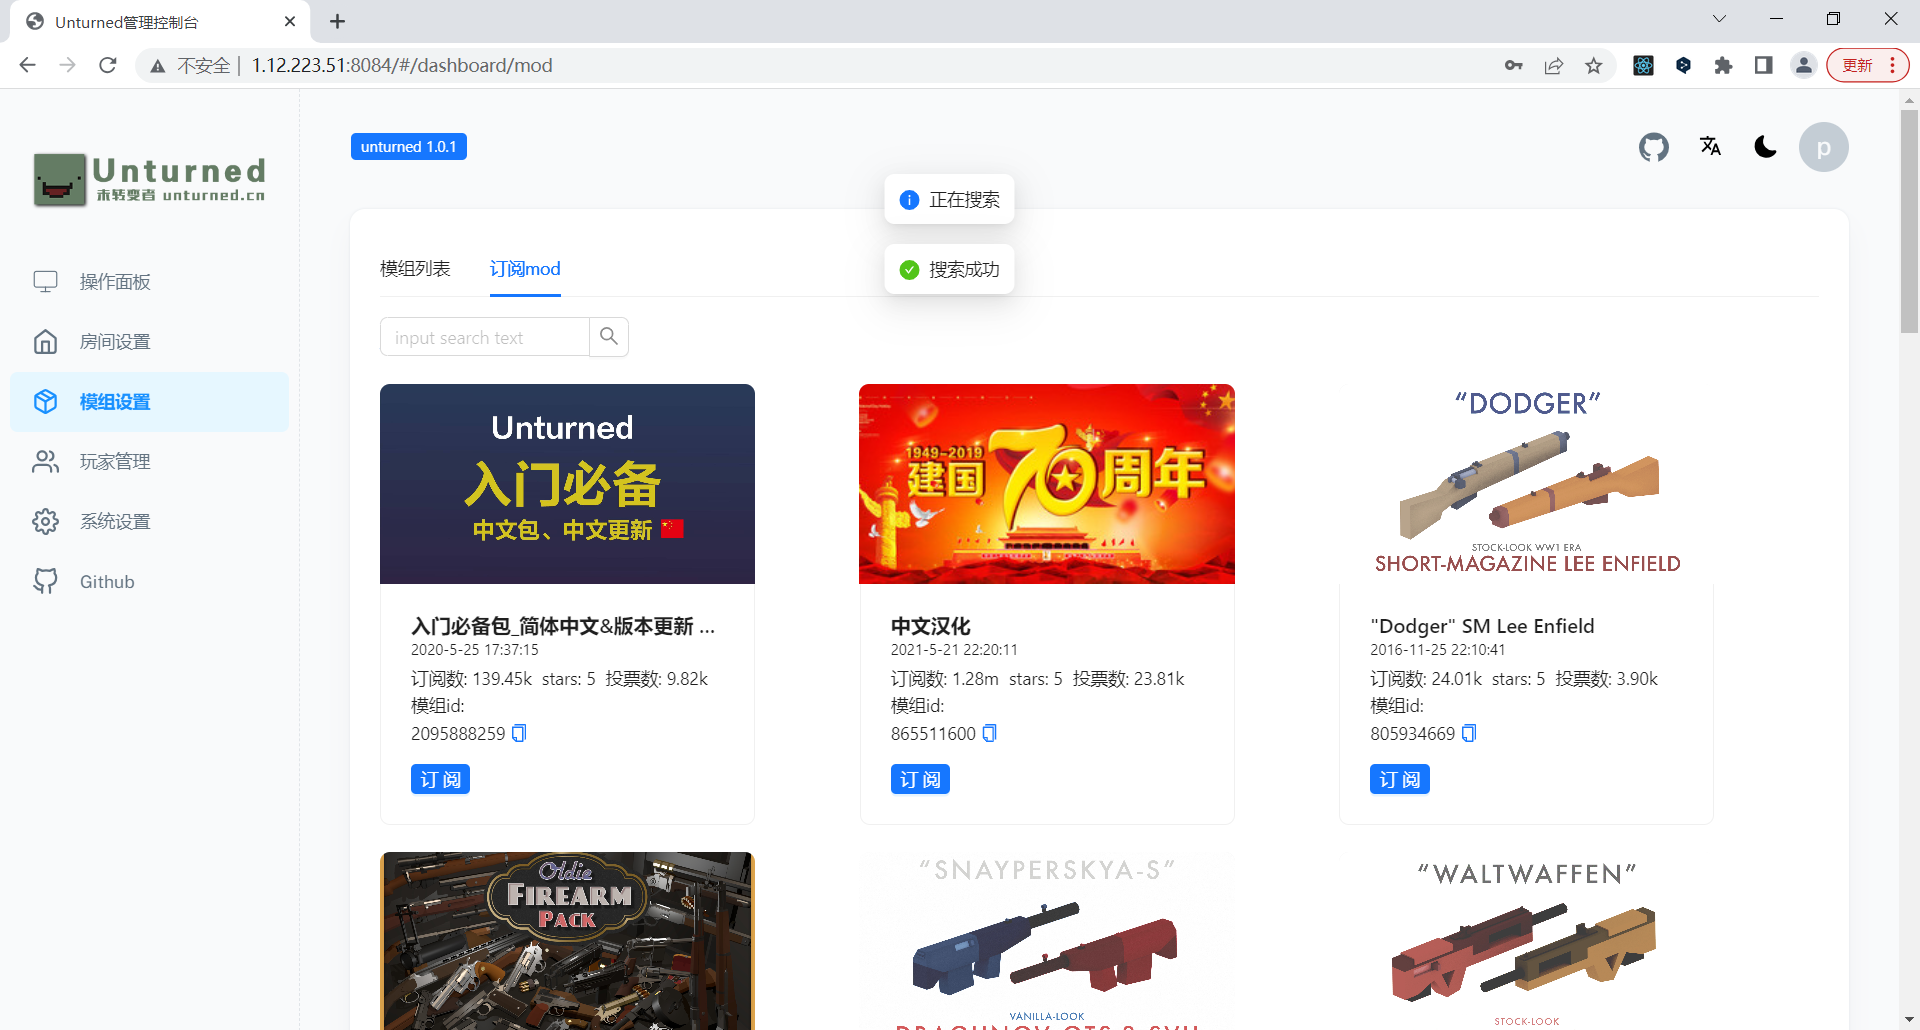 Unturned管理控制台
不安全
1.12.223.51:8084/#/dashboard/mod
更新
Unturned
未转变者 unturned.cn
unturned 1.0.1
p
正在搜索
搜索成功
操作面板
房间设置
模组设置
玩家管理
系统设置
Github
模组列表
订阅mod
input search text
Unturned
入门必备
中文包、中文更新
入门必备包_简体中文&版本更新 ...
2020-5-25 17:37:15
订阅数: 139.45k stars: 5 投票数: 9.82k
模组id:
2095888259
订 阅
1949-2019
建国70周年
中文汉化
2021-5-21 22:20:11
订阅数: 1.28m stars: 5 投票数: 23.81k
模组id:
865511600
订 阅
“DODGER”
STOCK-LOOK WW1 ERA
SHORT-MAGAZINE LEE ENFIELD
"Dodger" SM Lee Enfield
2016-11-25 22:10:41
订阅数: 24.01k stars: 5 投票数: 3.90k
模组id:
805934669
订 阅
Oldie
FIREARM
PACK
“SNAYPERSKYA-S”
VANILLA-LOOK
“WALTWAFFEN”
STOCK-LOOK